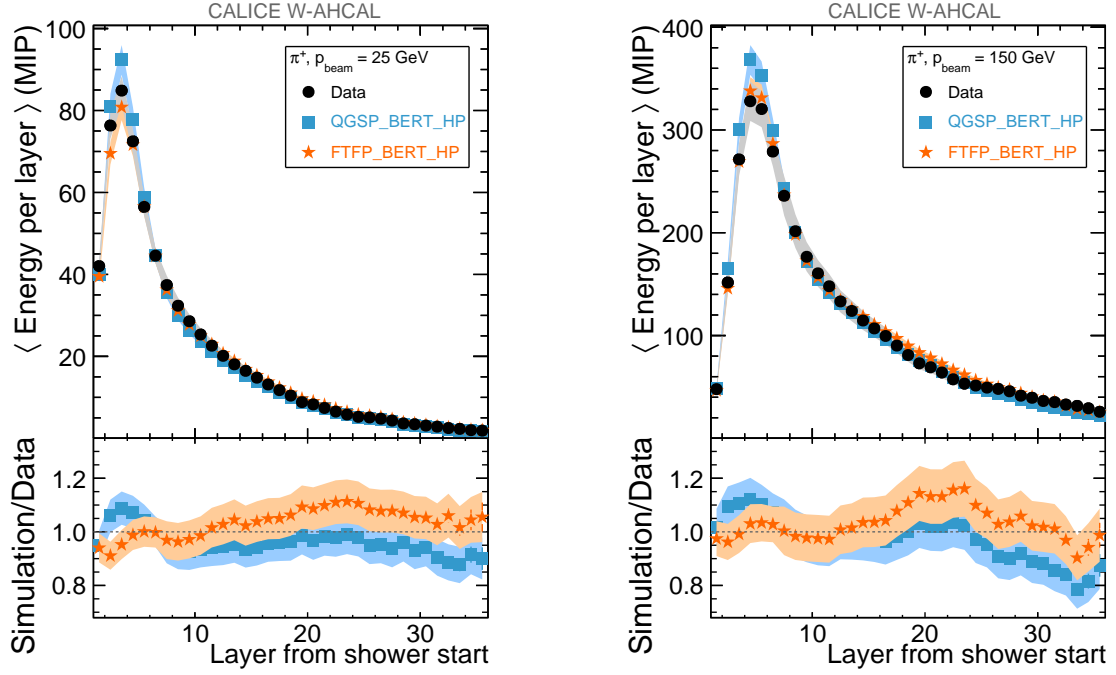 CALICE W-AHCAL
⟨ Energy per layer ⟩ (MIP)
100
80
60
40
20
π⁺, p_beam = 25 GeV
Data
QGSP_BERT_HP
FTFP_BERT_HP
Simulation/Data
1.2
1.0
0.8
10
20
30
Layer from shower start
CALICE W-AHCAL
⟨ Energy per layer ⟩ (MIP)
400
300
200
100
π⁺, p_beam = 150 GeV
Data
QGSP_BERT_HP
FTFP_BERT_HP
Simulation/Data
1.2
1.0
0.8
10
20
30
Layer from shower start